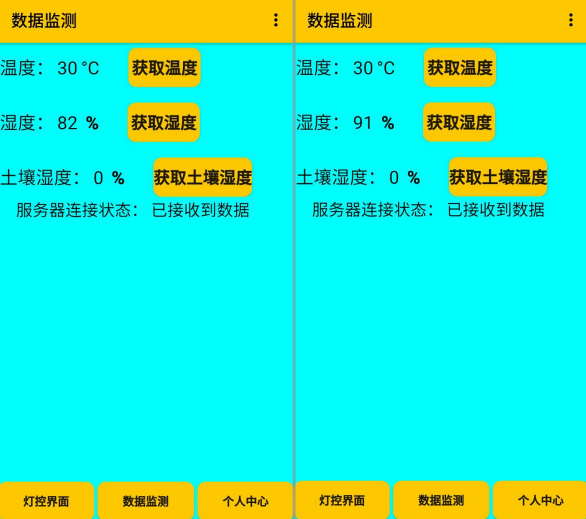 数据监测
温度： 30 °C 获取温度
湿度： 82 % 获取湿度
土壤湿度： 0 % 获取土壤湿度
服务器连接状态： 已接收到数据
灯控界面 数据监测 个人中心
数据监测
温度： 30 °C 获取温度
湿度： 91 % 获取湿度
土壤湿度： 0 % 获取土壤湿度
服务器连接状态： 已接收到数据
灯控界面 数据监测 个人中心